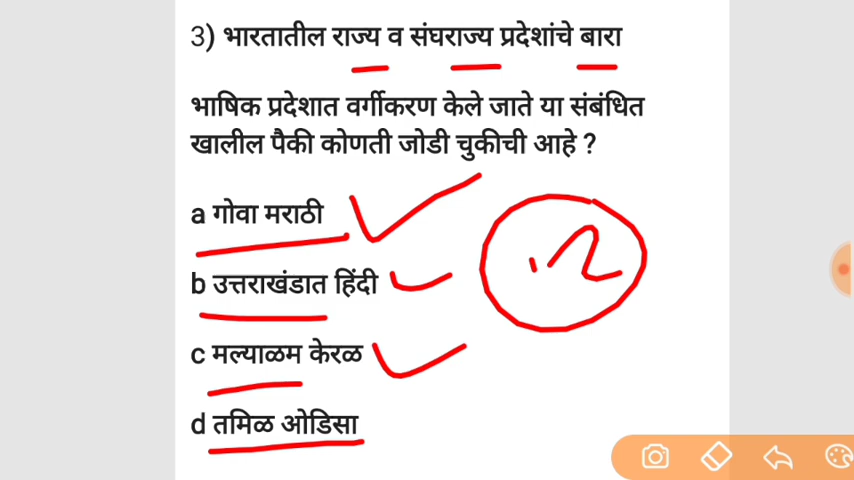 3) भारतातील राज्य व संघराज्य प्रदेशांचे बारा
भाषिक प्रदेशात वर्गीकरण केले जाते या संबंधित
खालील पैकी कोणती जोडी चुकीची आहे ?
a गोवा मराठी
b उत्तराखंडात हिंदी
c मल्याळम केरळ
d तमिळ ओडिसा